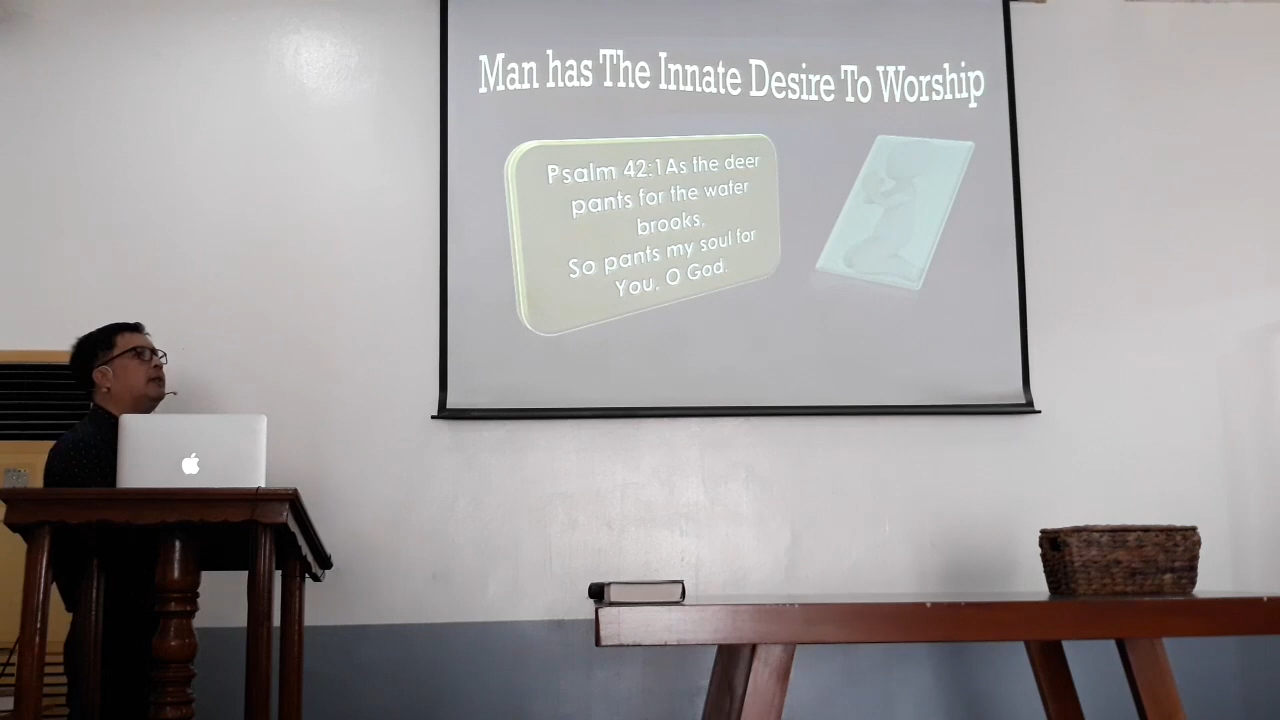 Man has The Innate Desire To Worship
Psalm 42:1As the deer
pants for the water
brooks,
So pants my soul for
You, O God.